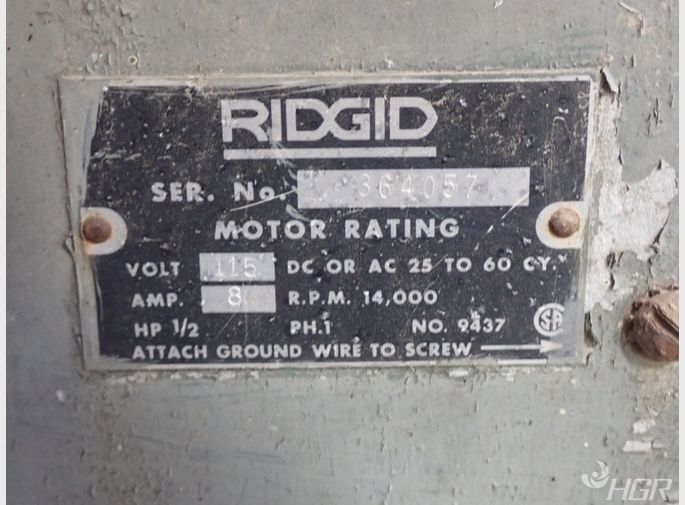 RIDGID
SER. No. 364057
MOTOR RATING
VOLT 115 DC OR AC 25 TO 60 CY.
AMP. 8 R.P.M. 14,000
HP 1/2 PH.1 NO. 9437 SA
ATTACH GROUND WIRE TO SCREW
HGR